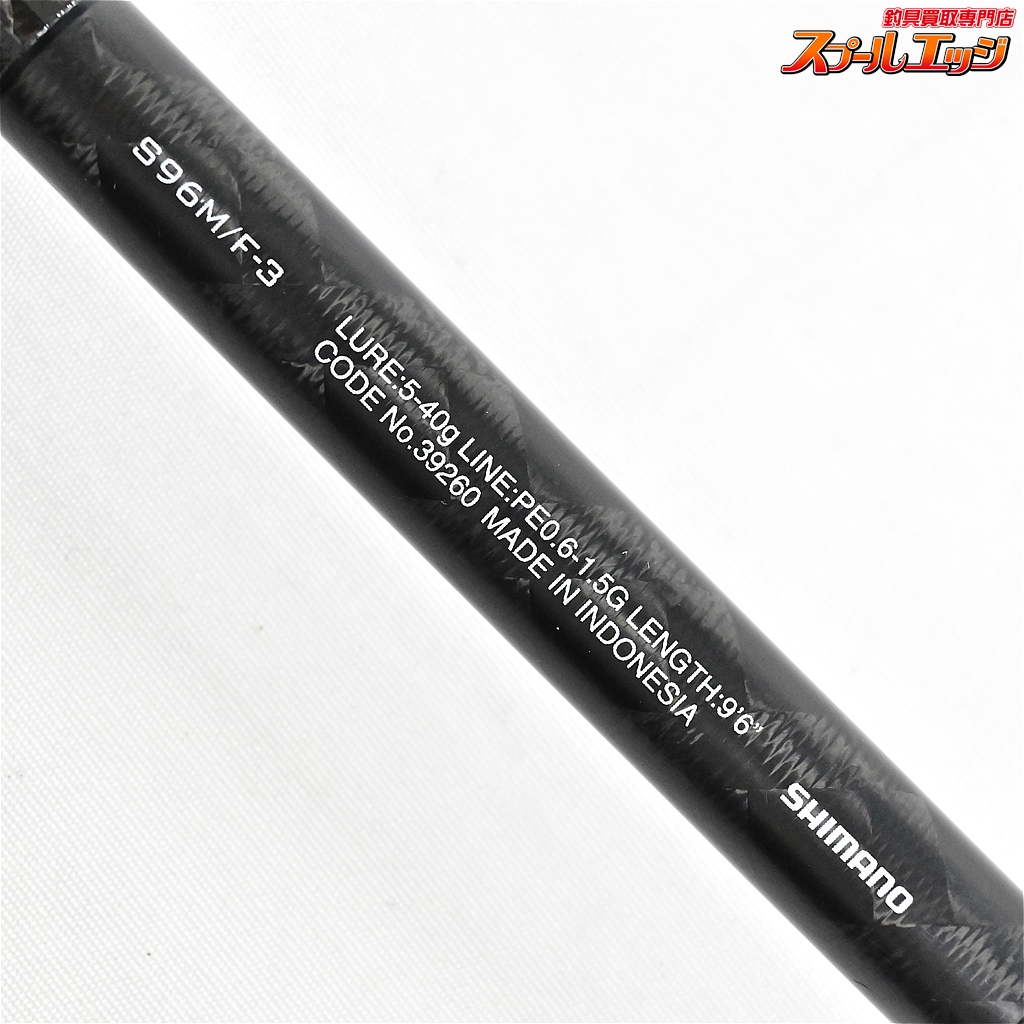 釣具買取専門店
スプールエッジ
S96M/F-3
LURE:5-40g LINE:PE0.6-1.5G LENGTH:9'6"
CODE No.39260 MADE IN INDONESIA
SHIMANO